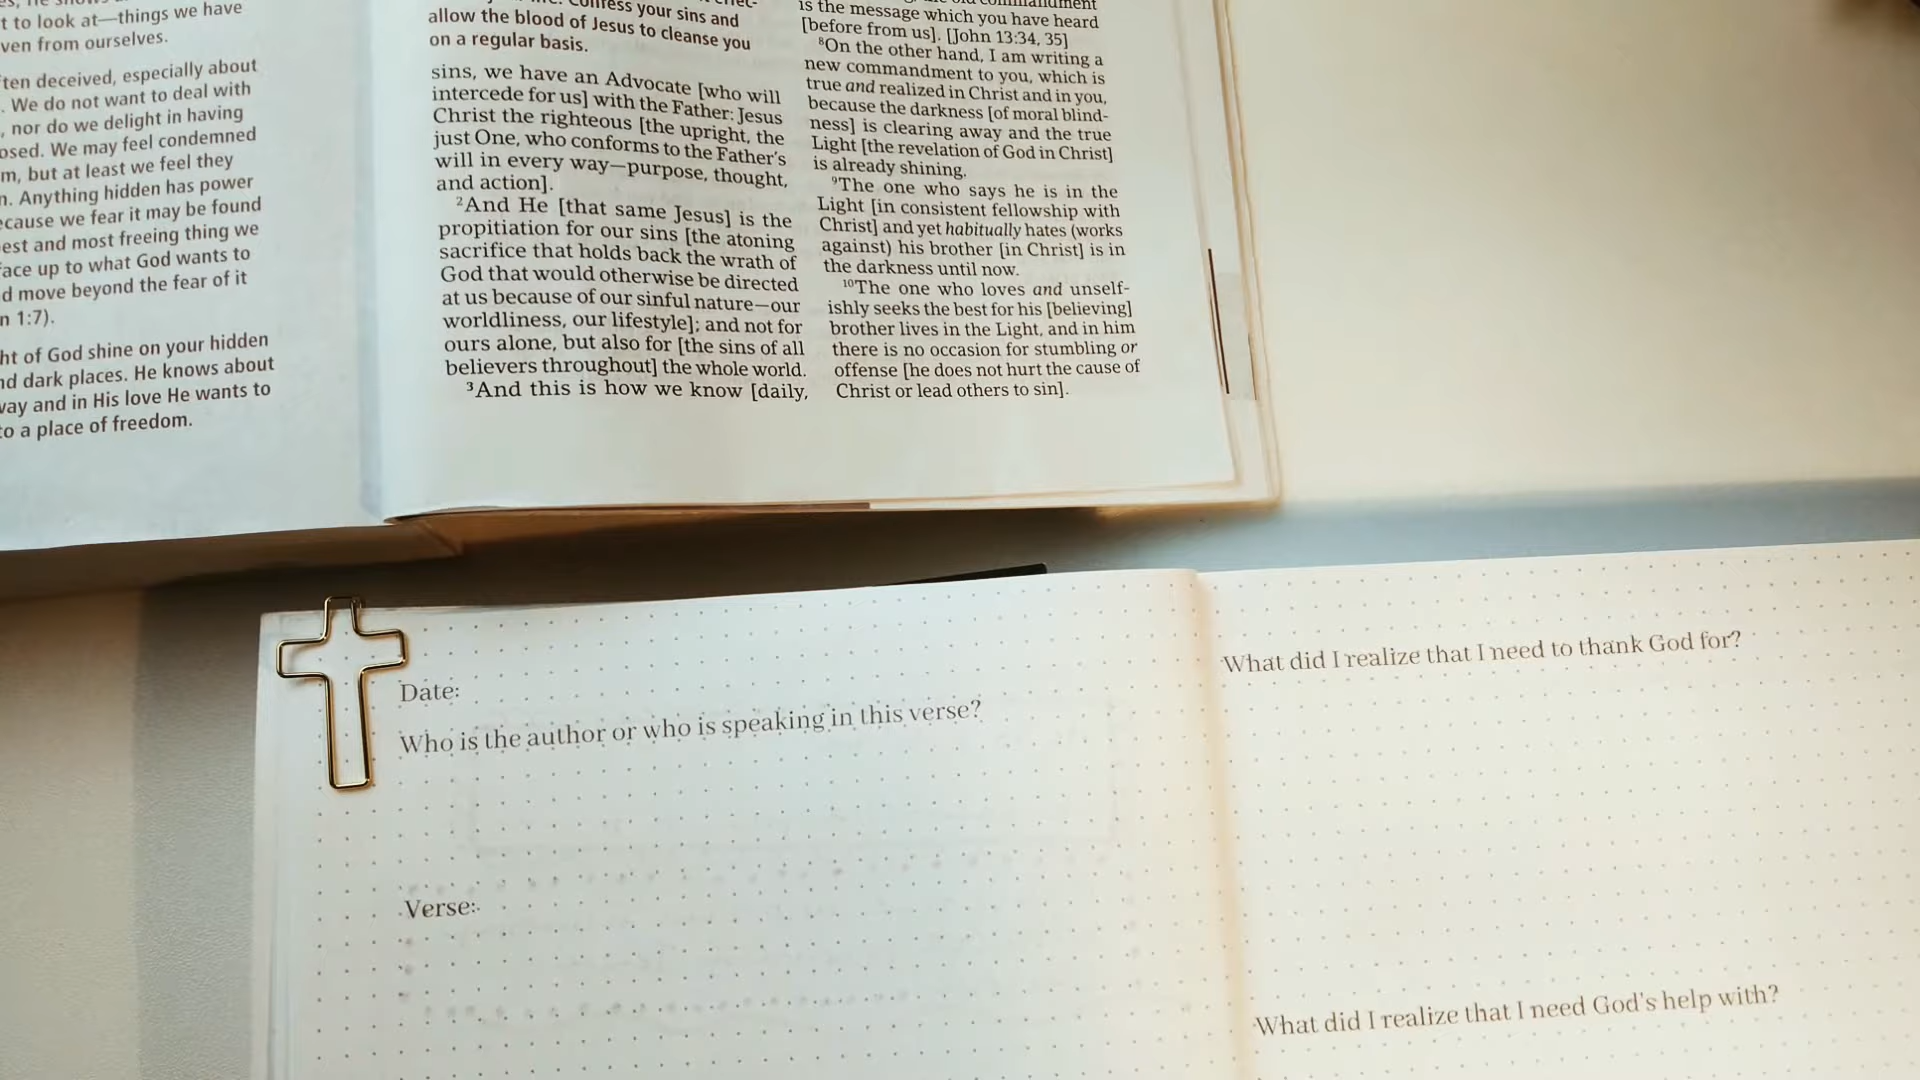 t to look at—things we have
ven from ourselves.
ten deceived, especially about
. We do not want to deal with
, nor do we delight in having
osed. We may feel condemned
m, but at least we feel they
n. Anything hidden has power
ecause we fear it may be found
est and most freeing thing we
face up to what God wants to
d move beyond the fear of it
n 1:7).
ht of God shine on your hidden
nd dark places. He knows about
way and in His love He wants to
to a place of freedom.
Confess your sins and
allow the blood of Jesus to cleanse you
on a regular basis.
sins, we have an Advocate [who will
intercede for us] with the Father: Jesus
Christ the righteous [the upright, the
just One, who conforms to the Father's
will in every way—purpose, thought,
and action].
2And He [that same Jesus] is the
propitiation for our sins [the atoning
sacrifice that holds back the wrath of
God that would otherwise be directed
at us because of our sinful nature—our
worldliness, our lifestyle]; and not for
ours alone, but also for [the sins of all
believers throughout] the whole world.
3And this is how we know [daily,
is the message which you have heard
[before from us]. [John 13:34, 35]
8On the other hand, I am writing a
new commandment to you, which is
true and realized in Christ and in you,
because the darkness [of moral blind-
ness] is clearing away and the true
Light [the revelation of God in Christ]
is already shining.
9The one who says he is in the
Light [in consistent fellowship with
Christ] and yet habitually hates (works
against) his brother [in Christ] is in
the darkness until now.
10The one who loves and unself-
ishly seeks the best for his [believing]
brother lives in the Light, and in him
there is no occasion for stumbling or
offense [he does not hurt the cause of
Christ or lead others to sin].
Date:
Who is the author or who is speaking in this verse?
Verse:
What did I realize that I need to thank God for?
What did I realize that I need God's help with?